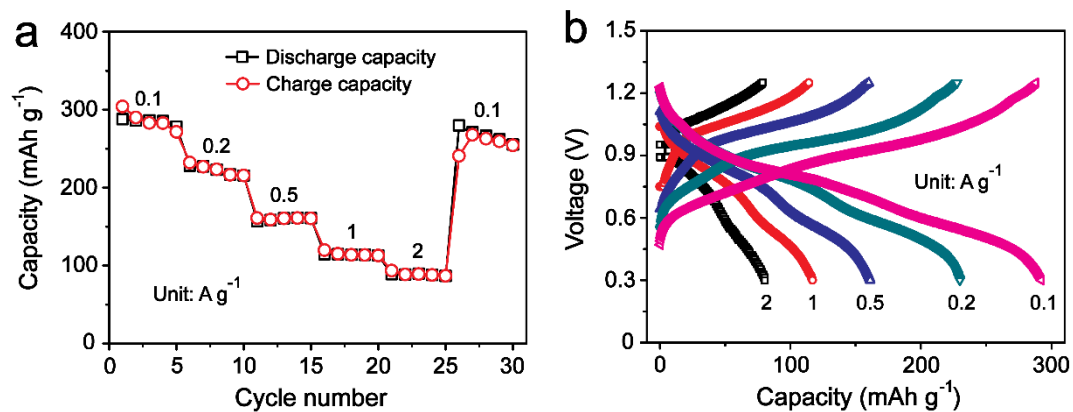 a
400
300
200
100
0
Capacity (mAh g⁻¹)
Discharge capacity
Charge capacity
0.1
0.2
0.5
1
2
0.1
Unit: A g⁻¹
0 5 10 15 20 25 30
Cycle number
b
1.5
1.2
0.9
0.6
0.3
0.0
Voltage (V)
Unit: A g⁻¹
2 1 0.5 0.2 0.1
0 100 200 300
Capacity (mAh g⁻¹)